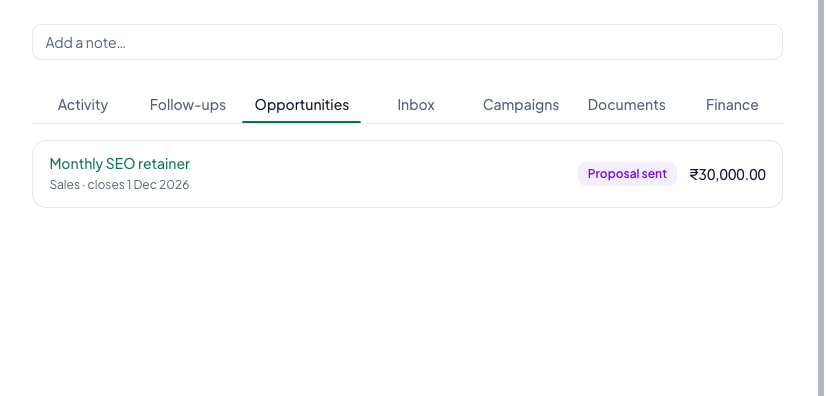 Add a note...
Activity
Follow-ups
Opportunities
Inbox
Campaigns
Documents
Finance
Monthly SEO retainer
Sales · closes 1 Dec 2026
Proposal sent
₹30,000.00